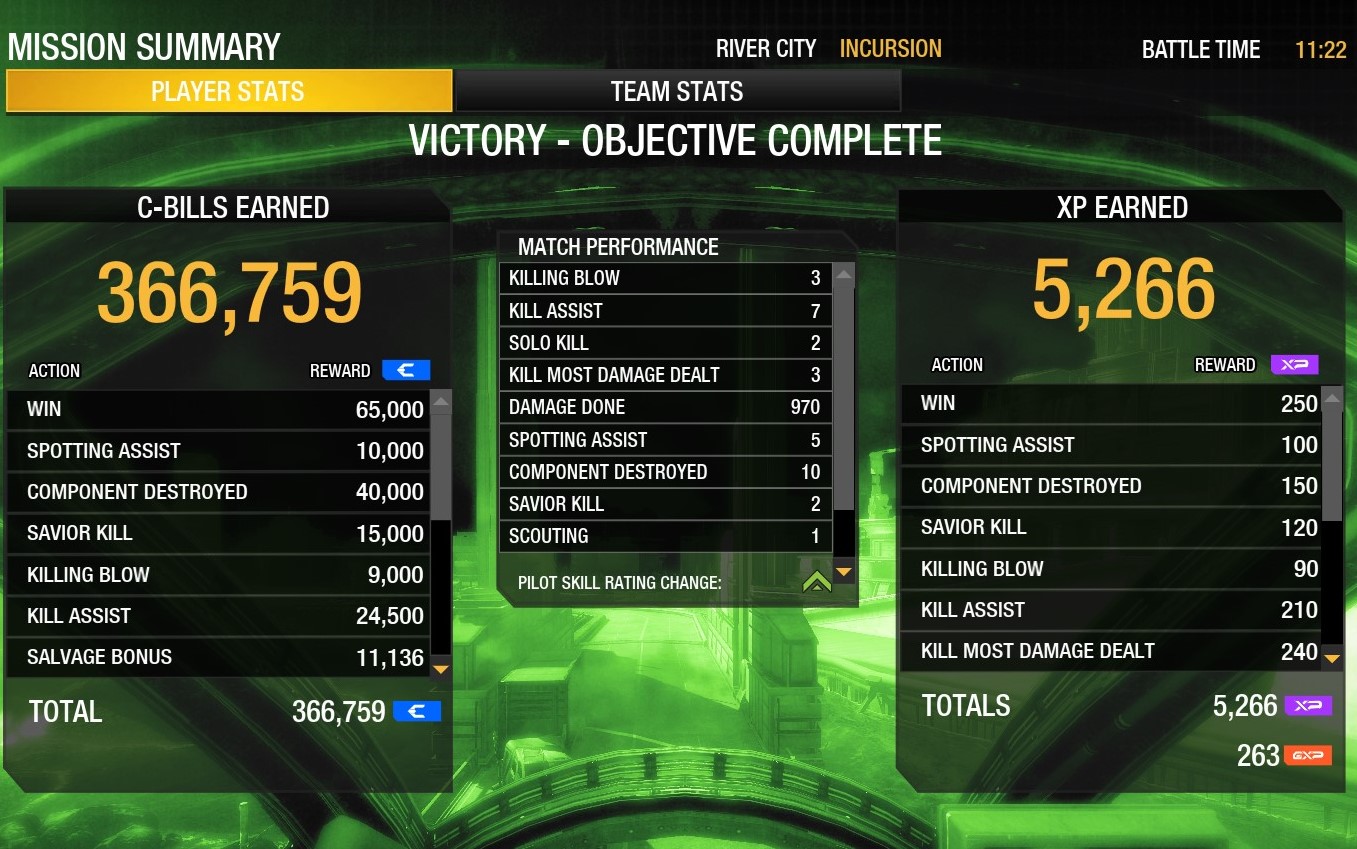 MISSION SUMMARY
RIVER CITY INCURSION
BATTLE TIME 11:22
PLAYER STATS
TEAM STATS
VICTORY - OBJECTIVE COMPLETE
C-BILLS EARNED
366,759
ACTION REWARD
WIN 65,000
SPOTTING ASSIST 10,000
COMPONENT DESTROYED 40,000
SAVIOR KILL 15,000
KILLING BLOW 9,000
KILL ASSIST 24,500
SALVAGE BONUS 11,136
TOTAL 366,759
MATCH PERFORMANCE
KILLING BLOW 3
KILL ASSIST 7
SOLO KILL 2
KILL MOST DAMAGE DEALT 3
DAMAGE DONE 970
SPOTTING ASSIST 5
COMPONENT DESTROYED 10
SAVIOR KILL 2
SCOUTING 1
PILOT SKILL RATING CHANGE:
XP EARNED
5,266
ACTION REWARD XP
WIN 250
SPOTTING ASSIST 100
COMPONENT DESTROYED 150
SAVIOR KILL 120
KILLING BLOW 90
KILL ASSIST 210
KILL MOST DAMAGE DEALT 240
TOTALS 5,266 XP
263 GXP